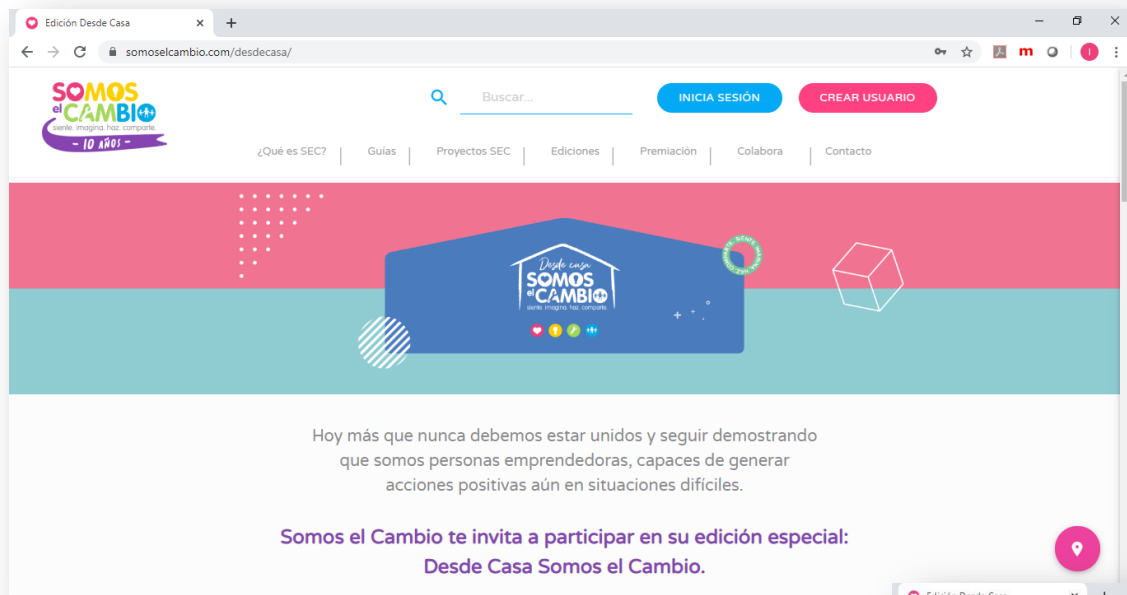 Edición Desde Casa
somoselcambio.com/desdecasa/
SOMOS
el CAMBIO
siente. imagina. haz. comparte.
- 10 AÑOS -
Buscar...
INICIA SESIÓN
CREAR USUARIO
¿Qué es SEC?
Guías
Proyectos SEC
Ediciones
Premiación
Colabora
Contacto
Desde casa
SOMOS
el CAMBIO
siente. imagina. haz. comparte.
Hoy más que nunca debemos estar unidos y seguir demostrando
que somos personas emprendedoras, capaces de generar
acciones positivas aún en situaciones difíciles.
Somos el Cambio te invita a participar en su edición especial:
Desde Casa Somos el Cambio.